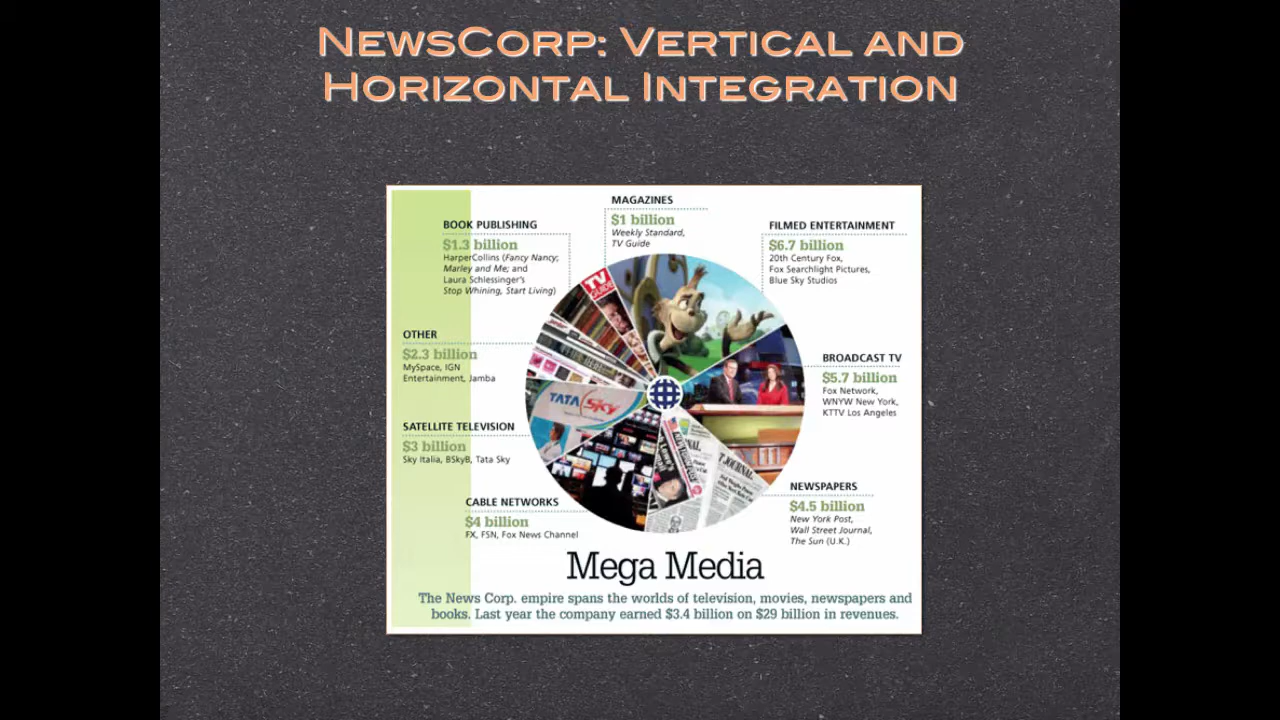 NEWSCORP: VERTICAL AND
HORIZONTAL INTEGRATION
MAGAZINES
$1 billion
Weekly Standard,
TV Guide
BOOK PUBLISHING
$1.3 billion
HarperCollins (Fancy Nancy;
Marley and Me; and
Laura Schlessinger's
Stop Whining, Start Living)
FILMED ENTERTAINMENT
$6.7 billion
20th Century Fox,
Fox Searchlight Pictures,
Blue Sky Studios
OTHER
$2.3 billion
MySpace, IGN
Entertainment, Jamba
BROADCAST TV
$5.7 billion
Fox Network,
WNYW New York,
KTTV Los Angeles
SATELLITE TELEVISION
$3 billion
Sky Italia, BSkyB, Tata Sky
CABLE NETWORKS
$4 billion
FX, FSN, Fox News Channel
NEWSPAPERS
$4.5 billion
New York Post,
Wall Street Journal,
The Sun (U.K.)
TV
GUIDE
TATA Sky
Mega Media
The News Corp. empire spans the worlds of television, movies, newspapers and
books. Last year the company earned $3.4 billion on $29 billion in revenues.